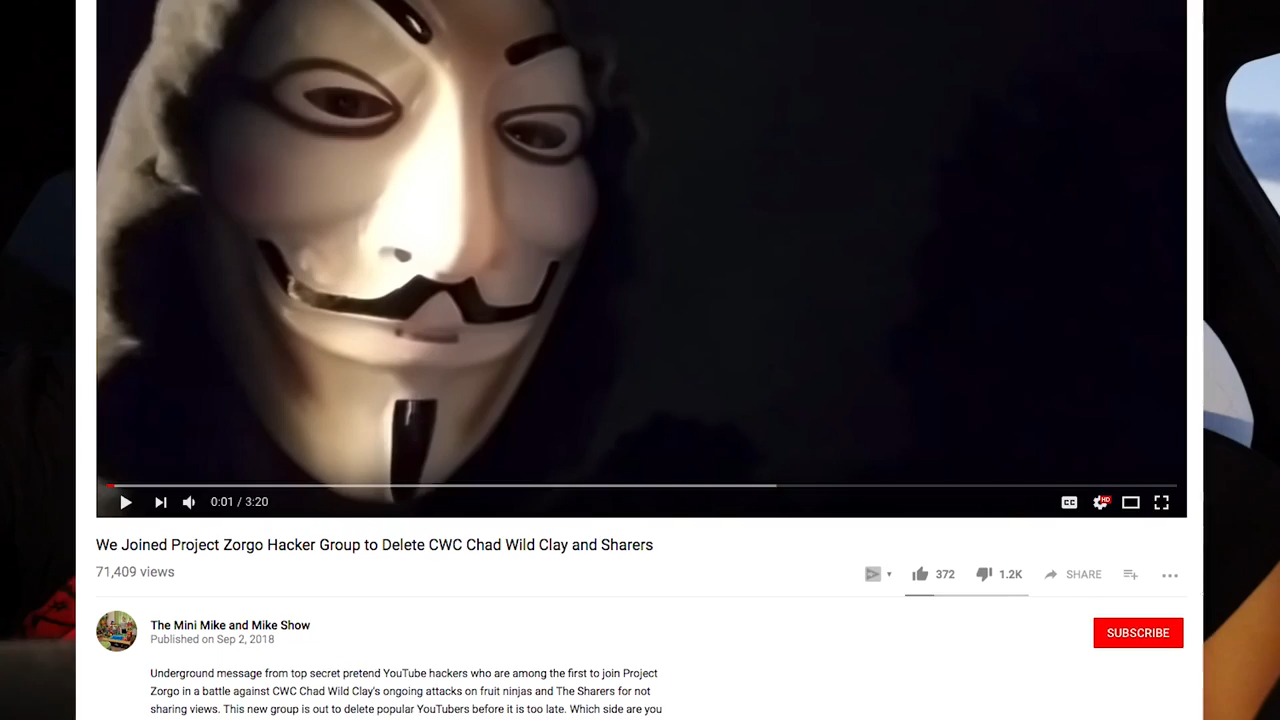 0:01 / 3:20
CC
HD
We Joined Project Zorgo Hacker Group to Delete CWC Chad Wild Clay and Sharers
71,409 views
372
1.2K
SHARE
The Mini Mike and Mike Show
Published on Sep 2, 2018
SUBSCRIBE
Underground message from top secret pretend YouTube hackers who are among the first to join Project
Zorgo in a battle against CWC Chad Wild Clay's ongoing attacks on fruit ninjas and The Sharers for not
sharing views. This new group is out to delete popular YouTubers before it is too late. Which side are you